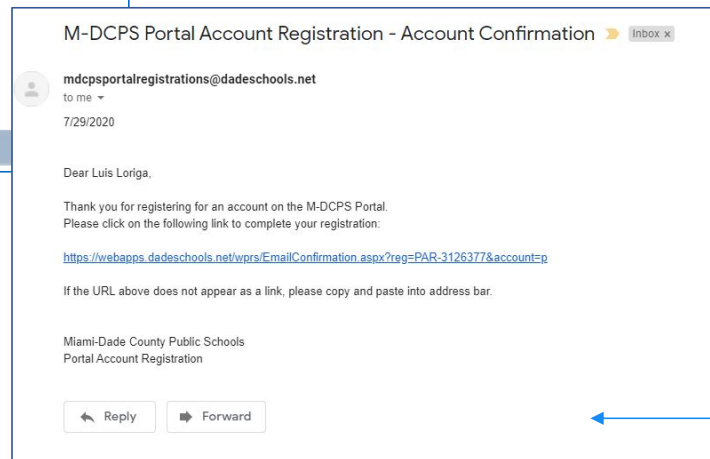 M-DCPS Portal Account Registration - Account Confirmation Inbox x
mdcpsportalregistrations@dadeschools.net
to me
7/29/2020
Dear Luis Loriga,
Thank you for registering for an account on the M-DCPS Portal.
Please click on the following link to complete your registration:
https://webapps.dadeschools.net/wprs/EmailConfirmation.aspx?reg=PAR-3126377&account=p
If the URL above does not appear as a link, please copy and paste into address bar.
Miami-Dade County Public Schools
Portal Account Registration
Reply Forward